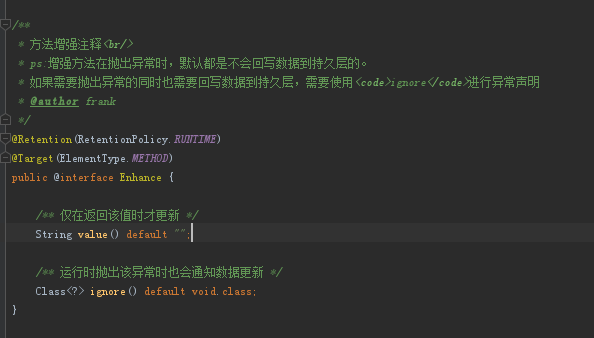 /**
 * 方法增强注释<br/>
 * ps:增强方法在抛出异常时，默认都是不会回写数据到持久层的。
 * 如果需要抛出异常的同时也需要回写数据到持久层，需要使用<code>ignore</code>进行异常声明
 * @author frank
 */
@Retention(RetentionPolicy.RUNTIME)
@Target(ElementType.METHOD)
public @interface Enhance {
    /** 仅在返回该值时才更新 */
    String value() default "";
    /** 运行时抛出该异常时也会通知数据更新 */
    Class<?> ignore() default void.class;
}